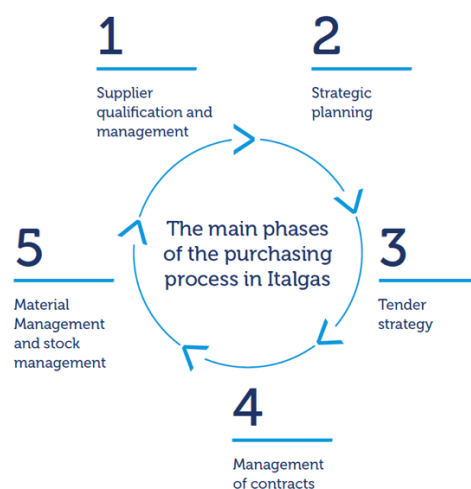 1
Supplier
qualification and
management
2
Strategic
planning
The main phases
of the purchasing
process in Italgas
3
Tender
strategy
4
Management
of contracts
5
Material
Management
and stock
management